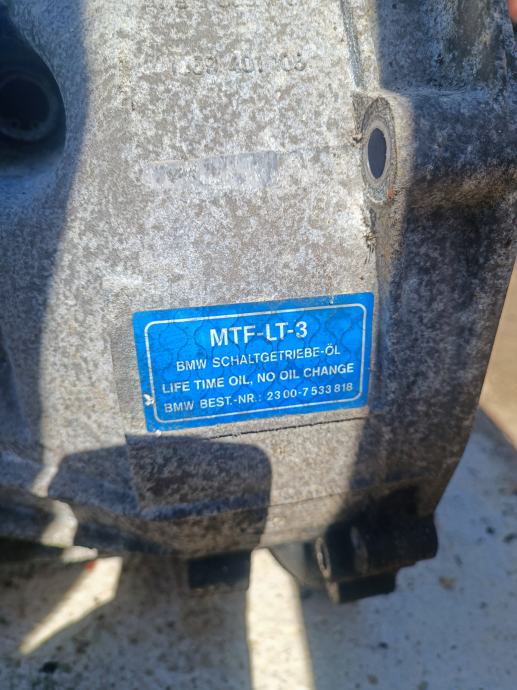 MTF-LT-3
BMW SCHALTGETRIEBE-ÖL
LIFE TIME OIL, NO OIL CHANGE
BMW BEST.-NR.: 23 00-7 533 818